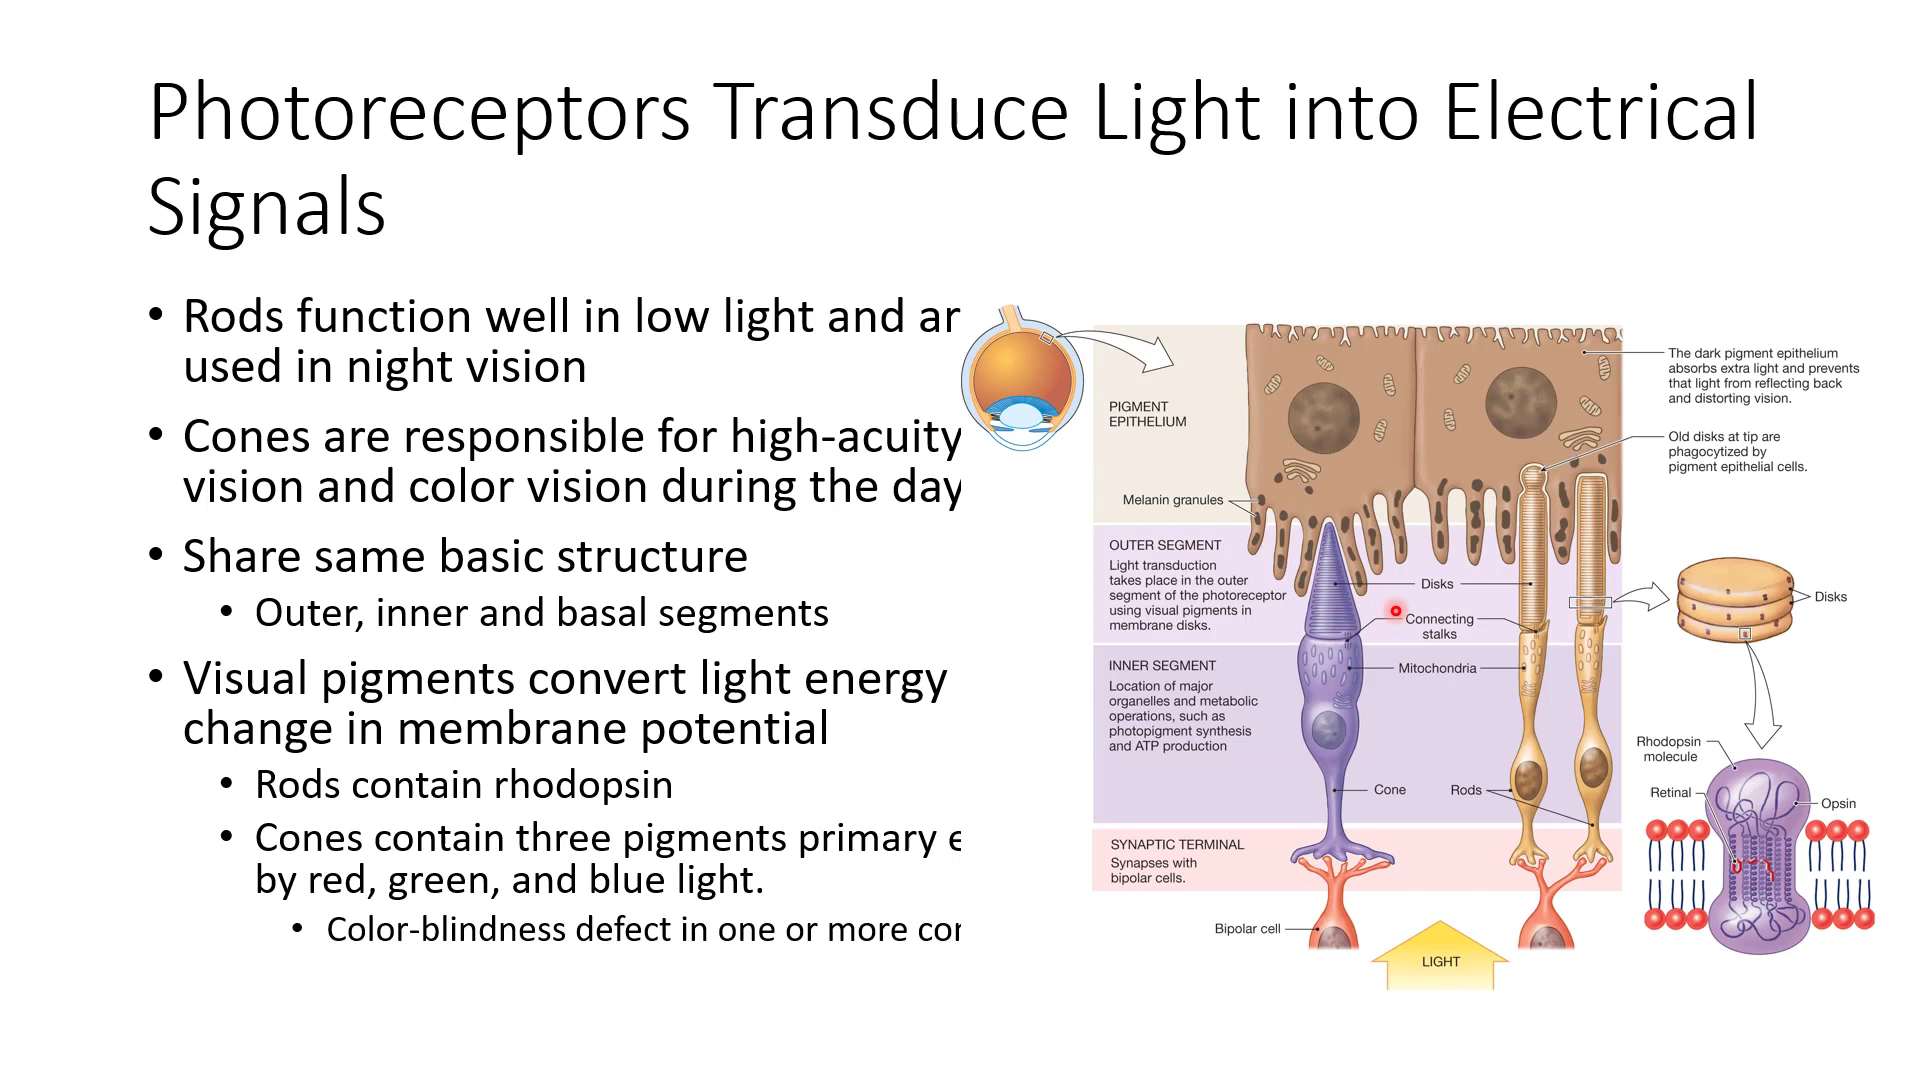 Photoreceptors Transduce Light into Electrical
Signals
• Rods function well in low light and ar
used in night vision
• Cones are responsible for high-acuity
vision and color vision during the day
• Share same basic structure
• Outer, inner and basal segments
• Visual pigments convert light energy
change in membrane potential
• Rods contain rhodopsin
• Cones contain three pigments primary e
by red, green, and blue light.
• Color-blindness defect in one or more cor
PIGMENT
EPITHELIUM
Melanin granules
The dark pigment epithelium
absorbs extra light and prevents
that light from reflecting back
and distorting vision.
Old disks at tip are
phagocytized by
pigment epithelial cells.
OUTER SEGMENT
Light transduction
takes place in the outer
segment of the photoreceptor
using visual pigments in
membrane disks.
Disks
Connecting
stalks
Disks
INNER SEGMENT
Location of major
organelles and metabolic
operations, such as
photopigment synthesis
and ATP production
Mitochondria
Cone
Rods
Rhodopsin
molecule
Retinal
Opsin
SYNAPTIC TERMINAL
Synapses with
bipolar cells.
Bipolar cell
LIGHT